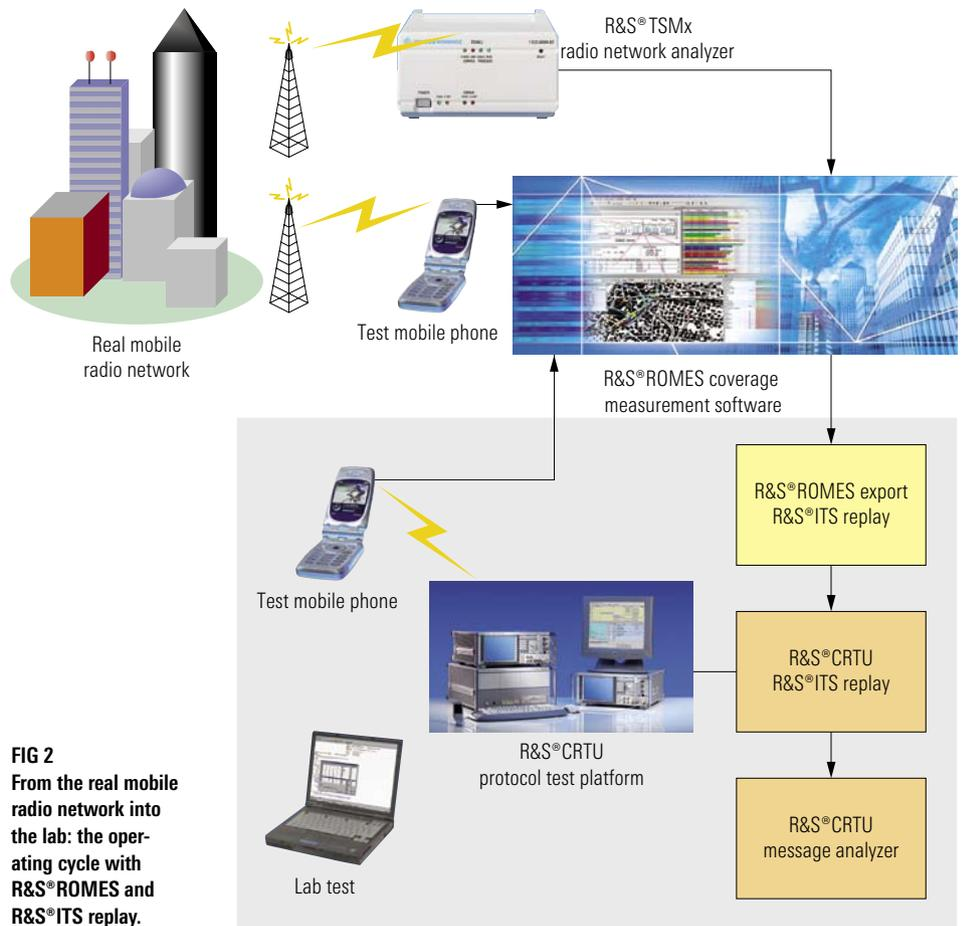 R&S®TSMx
radio network analyzer
Real mobile
radio network
Test mobile phone
R&S®ROMES coverage
measurement software
R&S®ROMES export
R&S®ITS replay
Test mobile phone
R&S®CRTU
R&S®ITS replay
R&S®CRTU
protocol test platform
R&S®CRTU
message analyzer
Lab test
FIG 2
From the real mobile
radio network into
the lab: the oper-
ating cycle with
R&S®ROMES and
R&S®ITS replay.